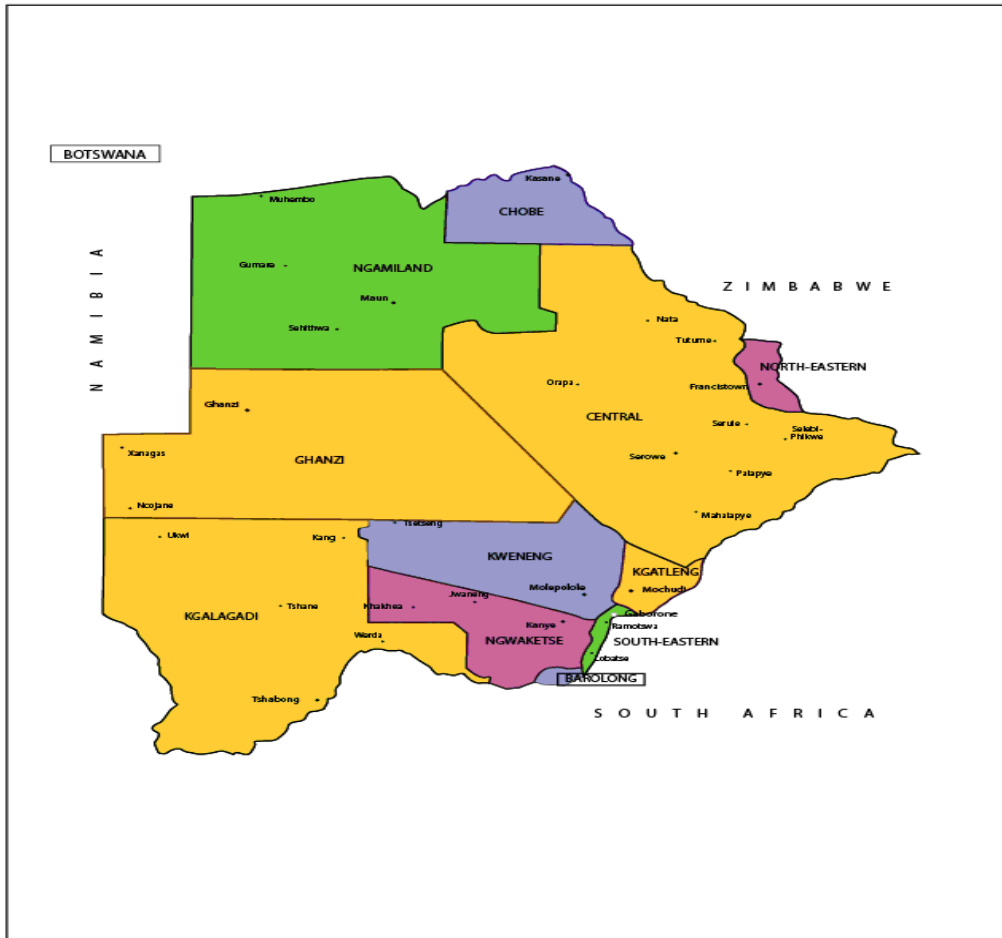 BOTSWANA
Kasane
Muhembo
CHOBE
NAMIBIA
Gumare
NGAMILAND
ZIMBABWE
Maun
Nata
Sehithwa
Tutume
NORTH-EASTERN
Orapa
Francistown
Ghanzi
CENTRAL
Serule
Selebi-
Phikwe
Xanagas
GHANZI
Serowe
Palapye
Ncojane
Mahalapye
Tsetseng
Ukwi
Kang
KWENENG
KGATLENG
Molepolole
Mochudi
Jwaneng
Tshane
Khakhea
KGALAGADI
Gaborone
Kanye
Ramotswa
Werda
NGWAKETSE
SOUTH-EASTERN
Lobatse
BAROLONG
Tshabong
SOUTH AFRICA